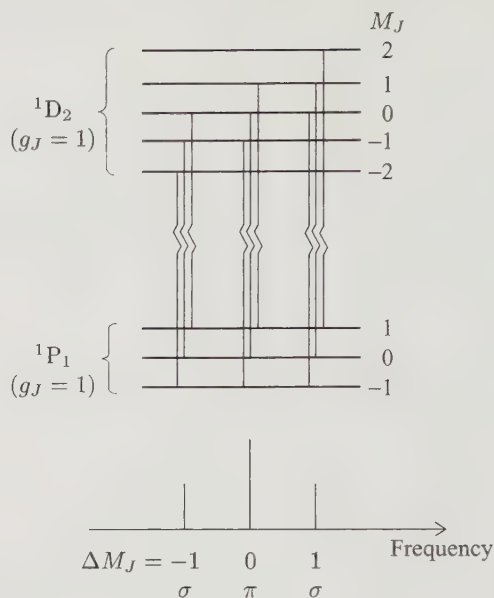 M_J
2
1
¹D₂
0
(g_J = 1)
−1
−2
1
¹P₁
0
(g_J = 1)
−1
Frequency
ΔM_J = −1 0 1
σ π σ